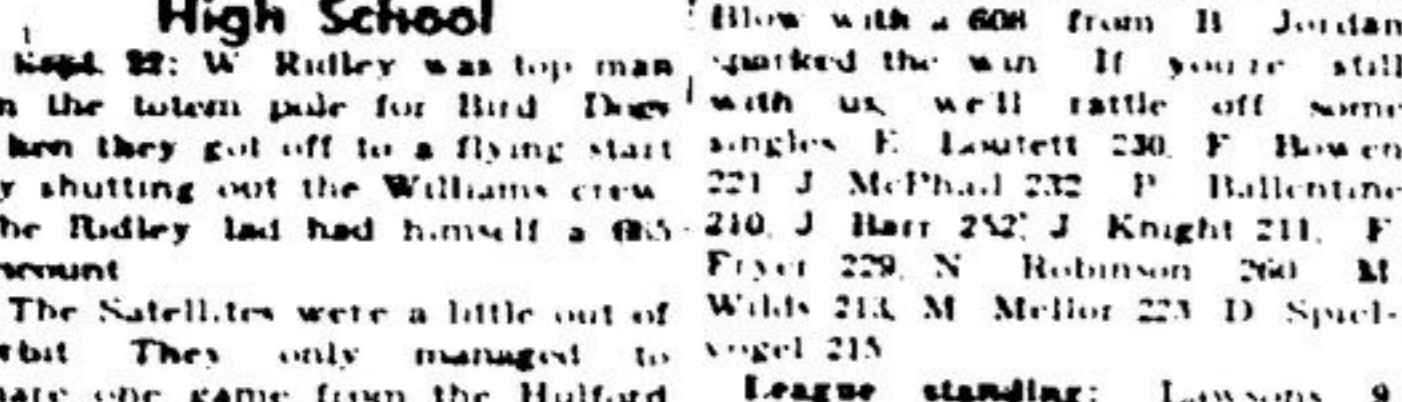 High School
Sept. 22: W Ridley was top man
the totem pole for Bird Dogs
they got off to a flying start
shutting out the Williams crew
Ridley lad had himself a

The Satellites were a little out of
They only managed to
one game from the Hulford
Blow with a 608 from B Jordan
sparked the win If you're still
with us, we'll rattle off some
singles E Loutett 230, F Bowen
221 J McPhail 232 P Ballentine
210, J Barr 252, J Knight 211, F
Fryer 229, N Robinson 260 M
Wilds 213, M Mellor 223 D Spiel-
vogel 215
League standing: Lawsons 9